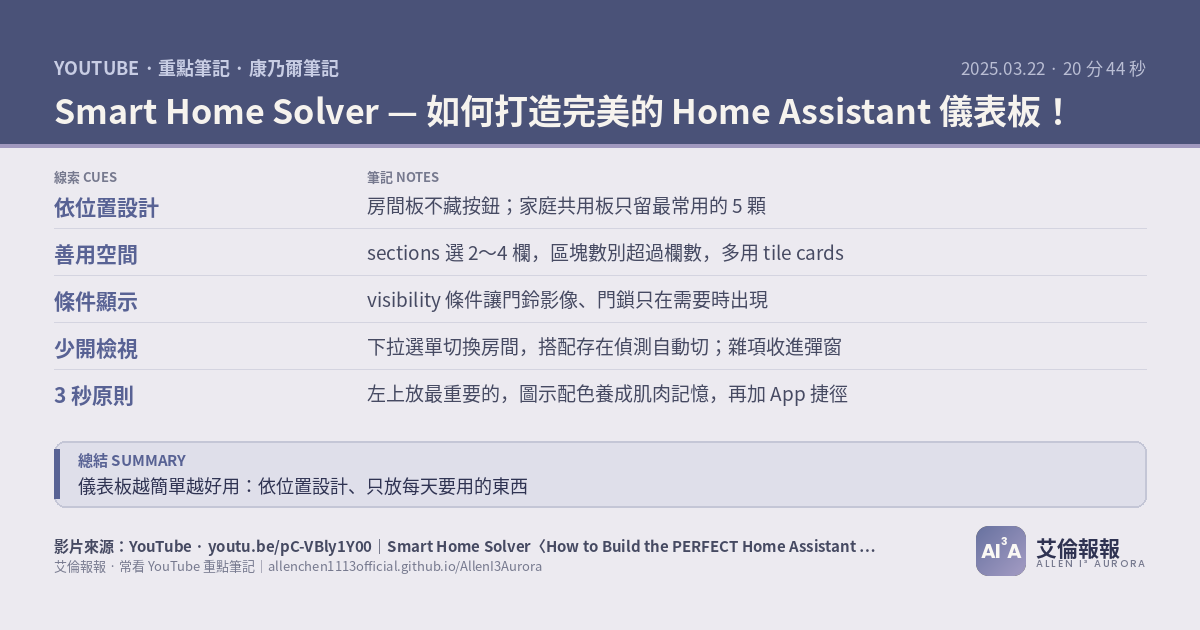 YOUTUBE · 重點筆記 · 康乃爾筆記
2025.03.22 · 20 分 44 秒
Smart Home Solver — 如何打造完美的 Home Assistant 儀表板！
線索 CUES
筆記 NOTES
依位置設計
房間板不藏按鈕；家庭共用板只留最常用的 5 顆
善用空間
sections 選 2～4 欄，區塊數別超過欄數，多用 tile cards
條件顯示
visibility 條件讓門鈴影像、門鎖只在需要時出現
少開檢視
下拉選單切換房間，搭配存在偵測自動切；雜項收進彈窗
3 秒原則
左上放最重要的，圖示配色養成肌肉記憶，再加 App 捷徑
總結 SUMMARY
儀表板越簡單越好用：依位置設計、只放每天要用的東西
影片來源：YouTube · youtu.be/pC-VBly1Y00｜Smart Home Solver〈How to Build the PERFECT Home Assistant …
艾倫報報 · 常看 YouTube 重點筆記｜allenchen1113official.github.io/AllenI3Aurora
AI³A
艾倫報報
ALLEN I³ AURORA